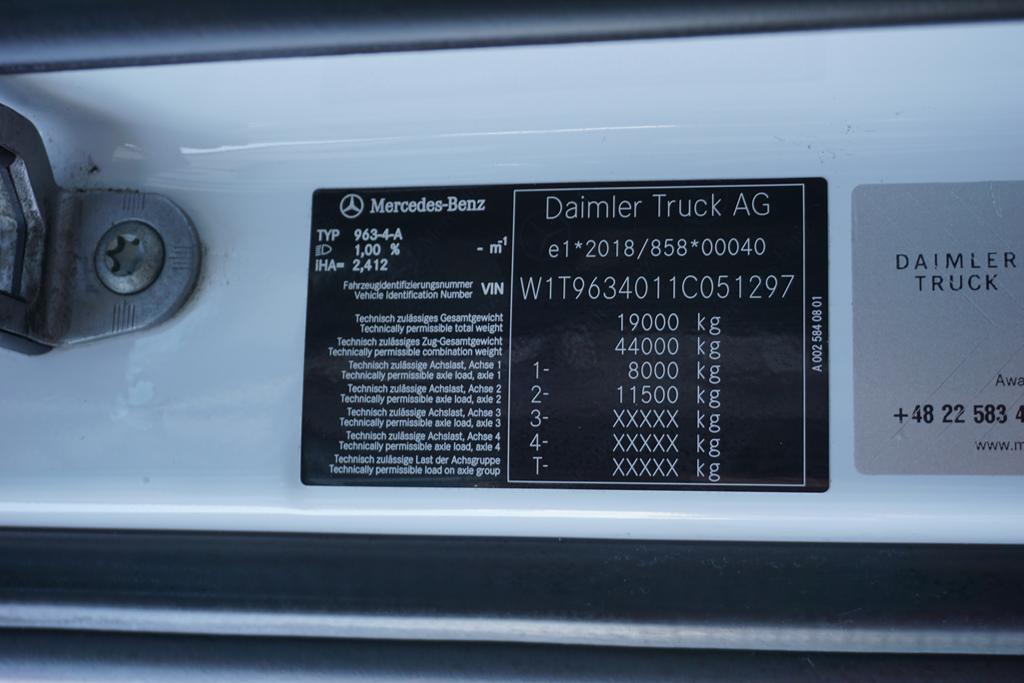 Mercedes-Benz
TYP 963-4-A
1,00 % - m-1
iHA= 2,412
Fahrzeugidentifizierungsnummer
Vehicle Identification Number
VIN
Daimler Truck AG
e1*2018/858*00040
W1T9634011C051297
Technisch zulässiges Gesamtgewicht
Technically permissible total weight
19000 kg
Technisch zulässiges Zug-Gesamtgewicht
Technically permissible combination weight
44000 kg
Technisch zulässige Achslast, Achse 1
Technically permissible axle load, axle 1
1- 8000 kg
Technisch zulässige Achslast, Achse 2
Technically permissible axle load, axle 2
2- 11500 kg
Technisch zulässige Achslast, Achse 3
Technically permissible axle load, axle 3
3- XXXXX kg
Technisch zulässige Achslast, Achse 4
Technically permissible axle load, axle 4
4- XXXXX kg
Technisch zulässige Last der Achsgruppe
Technically permissible load on axle group
T- XXXXX kg
A 002 584 08 01
DAIMLER
TRUCK
Awa
+48 22 583 4
www.m